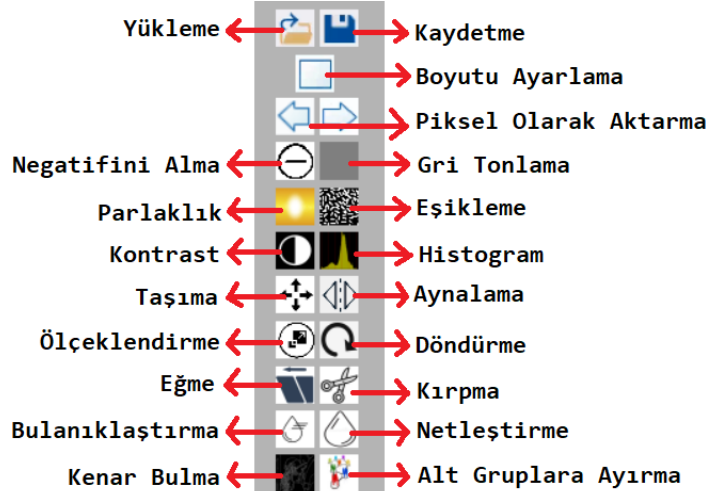 Yükleme
Kaydetme
Boyutu Ayarlama
Piksel Olarak Aktarma
Negatifini Alma
Gri Tonlama
Parlaklık
Eşikleme
Kontrast
Histogram
Taşıma
Aynalama
Ölçeklendirme
Döndürme
Eğme
Kırpma
Bulanıklaştırma
Netleştirme
Kenar Bulma
Alt Gruplara Ayırma